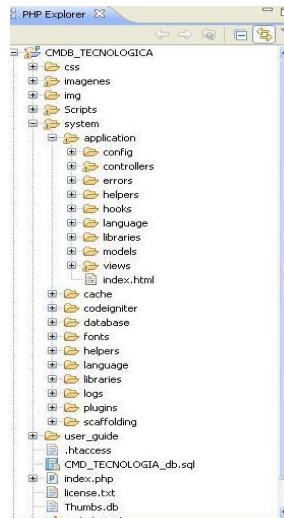 PHP Explorer
CMDB_TECNOLOGICA
css
imagenes
img
Scripts
system
application
config
controllers
errors
helpers
hooks
language
libraries
models
views
index.html
cache
codeigniter
database
fonts
helpers
language
libraries
logs
plugins
scaffolding
user_guide
.htaccess
CMD_TECNOLOGIA_db.sql
index.php
license.txt
Thumbs.db